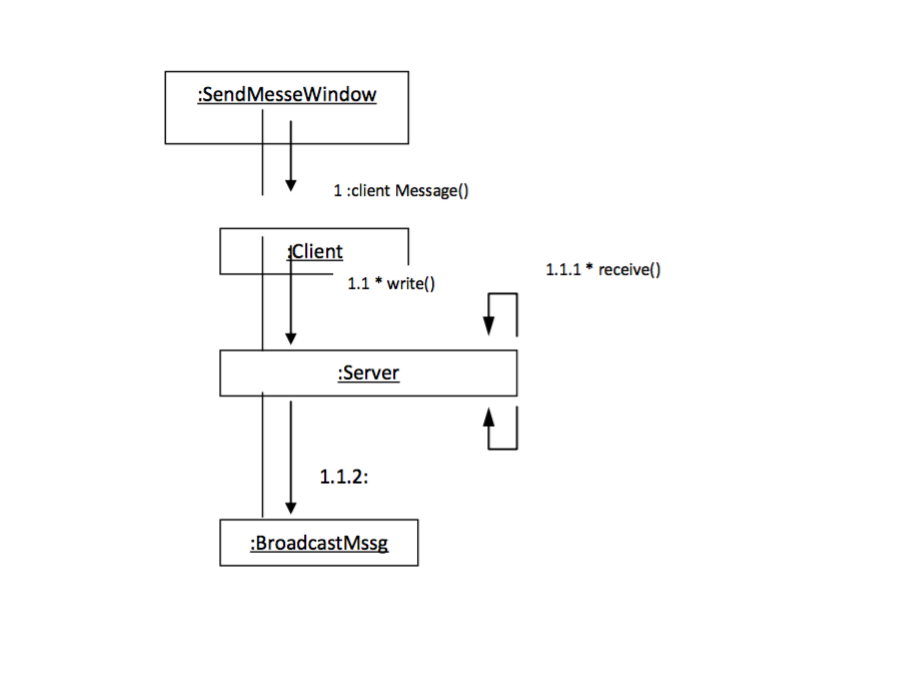 :SendMesseWindow
1 :client Message()
:Client
1.1 * write()
1.1.1 * receive()
:Server
1.1.2:
:BroadcastMssg